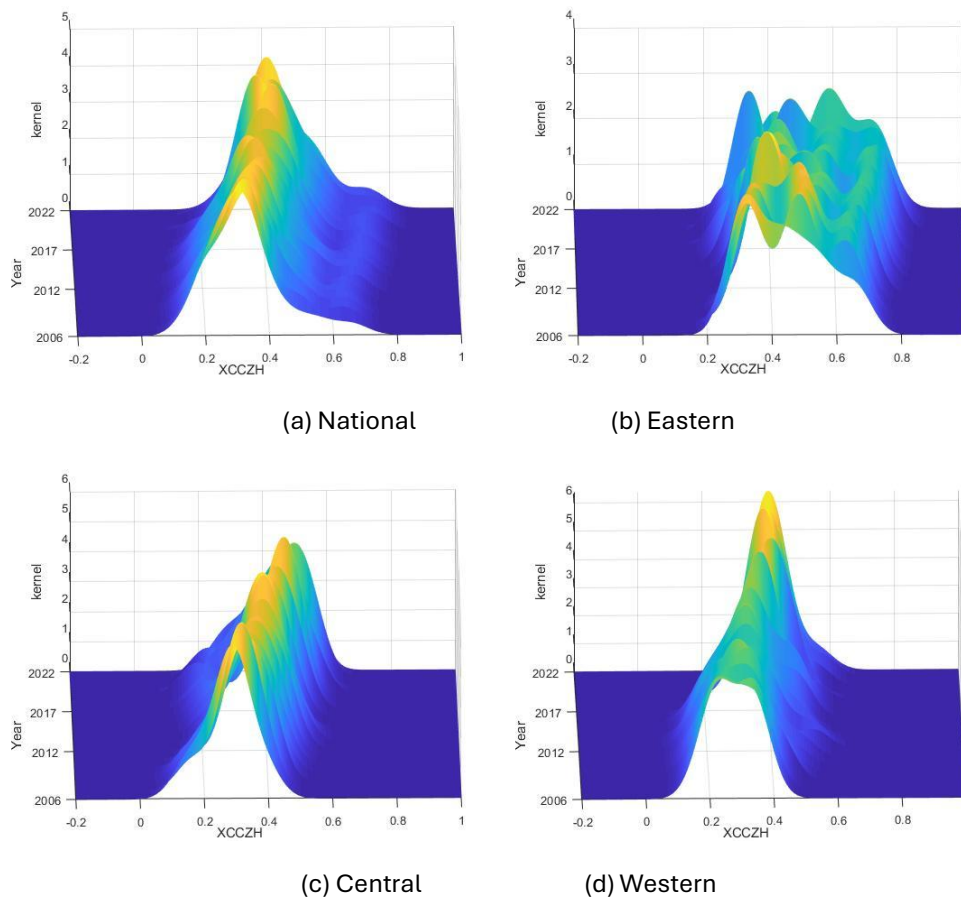 5
4
3
2
1
0
kernel
2022
2017
2012
2006
Year
-0.2 0 0.2 0.4 0.6 0.8 1
XCCZH
4
3
2
1
0
kernel
2022
2017
2012
2006
Year
-0.2 0 0.2 0.4 0.6 0.8
XCCZH
(a) National
(b) Eastern
6
5
4
3
2
1
0
kernel
2022
2017
2012
2006
Year
-0.2 0 0.2 0.4 0.6 0.8 1
XCCZH
6
5
4
3
2
1
0
kernel
2022
2017
2012
2006
Year
-0.2 0 0.2 0.4 0.6 0.8
XCCZH
(c) Central
(d) Western